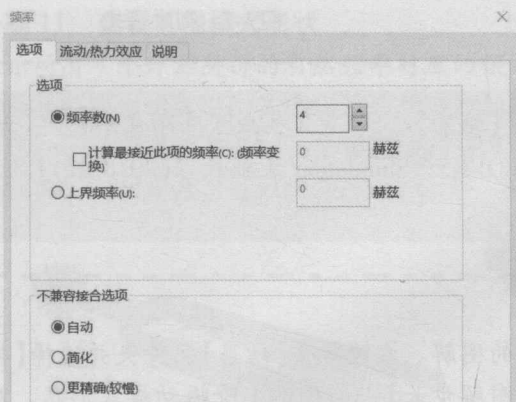 频率
选项 流动/热力效应 说明
选项
频率数(N) 4
计算最接近此项的频率(C): (频率变
换) 0 赫兹
上界频率(U): 0 赫兹
不兼容接合选项
自动
简化
更精确(较慢)